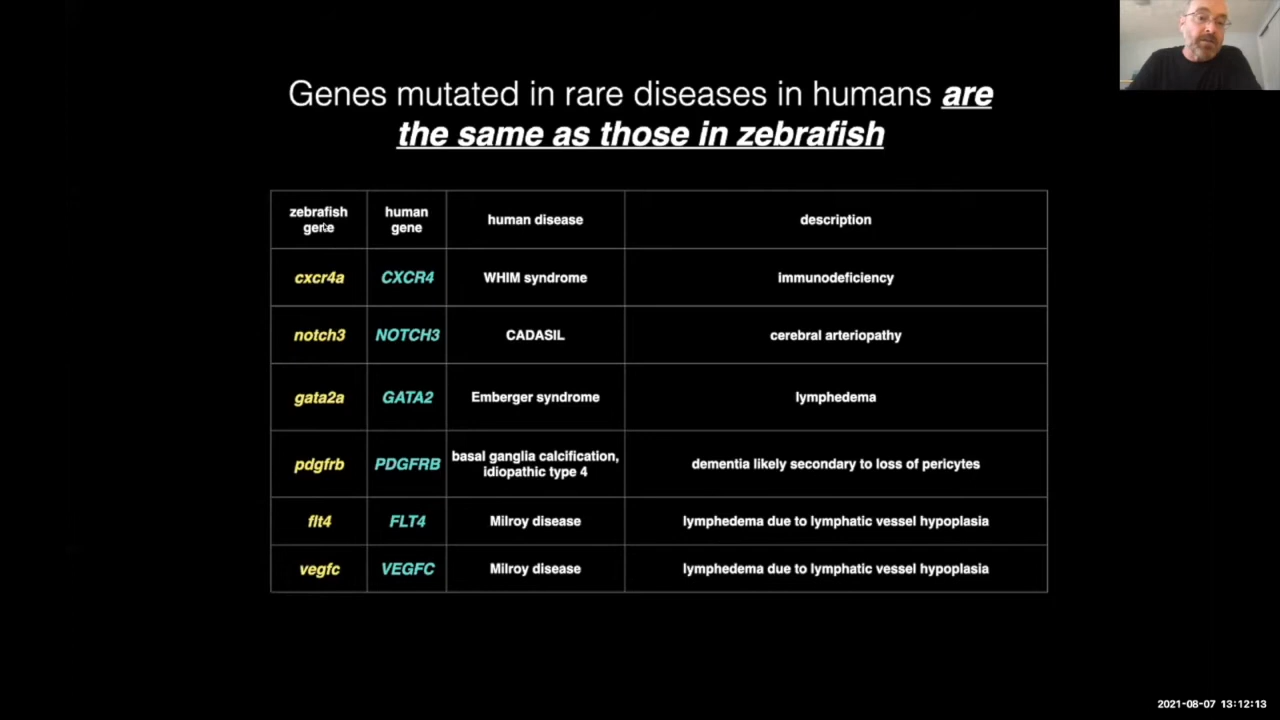 Genes mutated in rare diseases in humans are
the same as those in zebrafish
zebrafish
gene
human
gene
human disease
description
cxcr4a
CXCR4
WHIM syndrome
immunodeficiency
notch3
NOTCH3
CADASIL
cerebral arteriopathy
gata2a
GATA2
Emberger syndrome
lymphedema
pdgfrb
PDGFRB
basal ganglia calcification,
idiopathic type 4
dementia likely secondary to loss of pericytes
flt4
FLT4
Milroy disease
lymphedema due to lymphatic vessel hypoplasia
vegfc
VEGFC
Milroy disease
lymphedema due to lymphatic vessel hypoplasia
2021-08-07 13:12:13